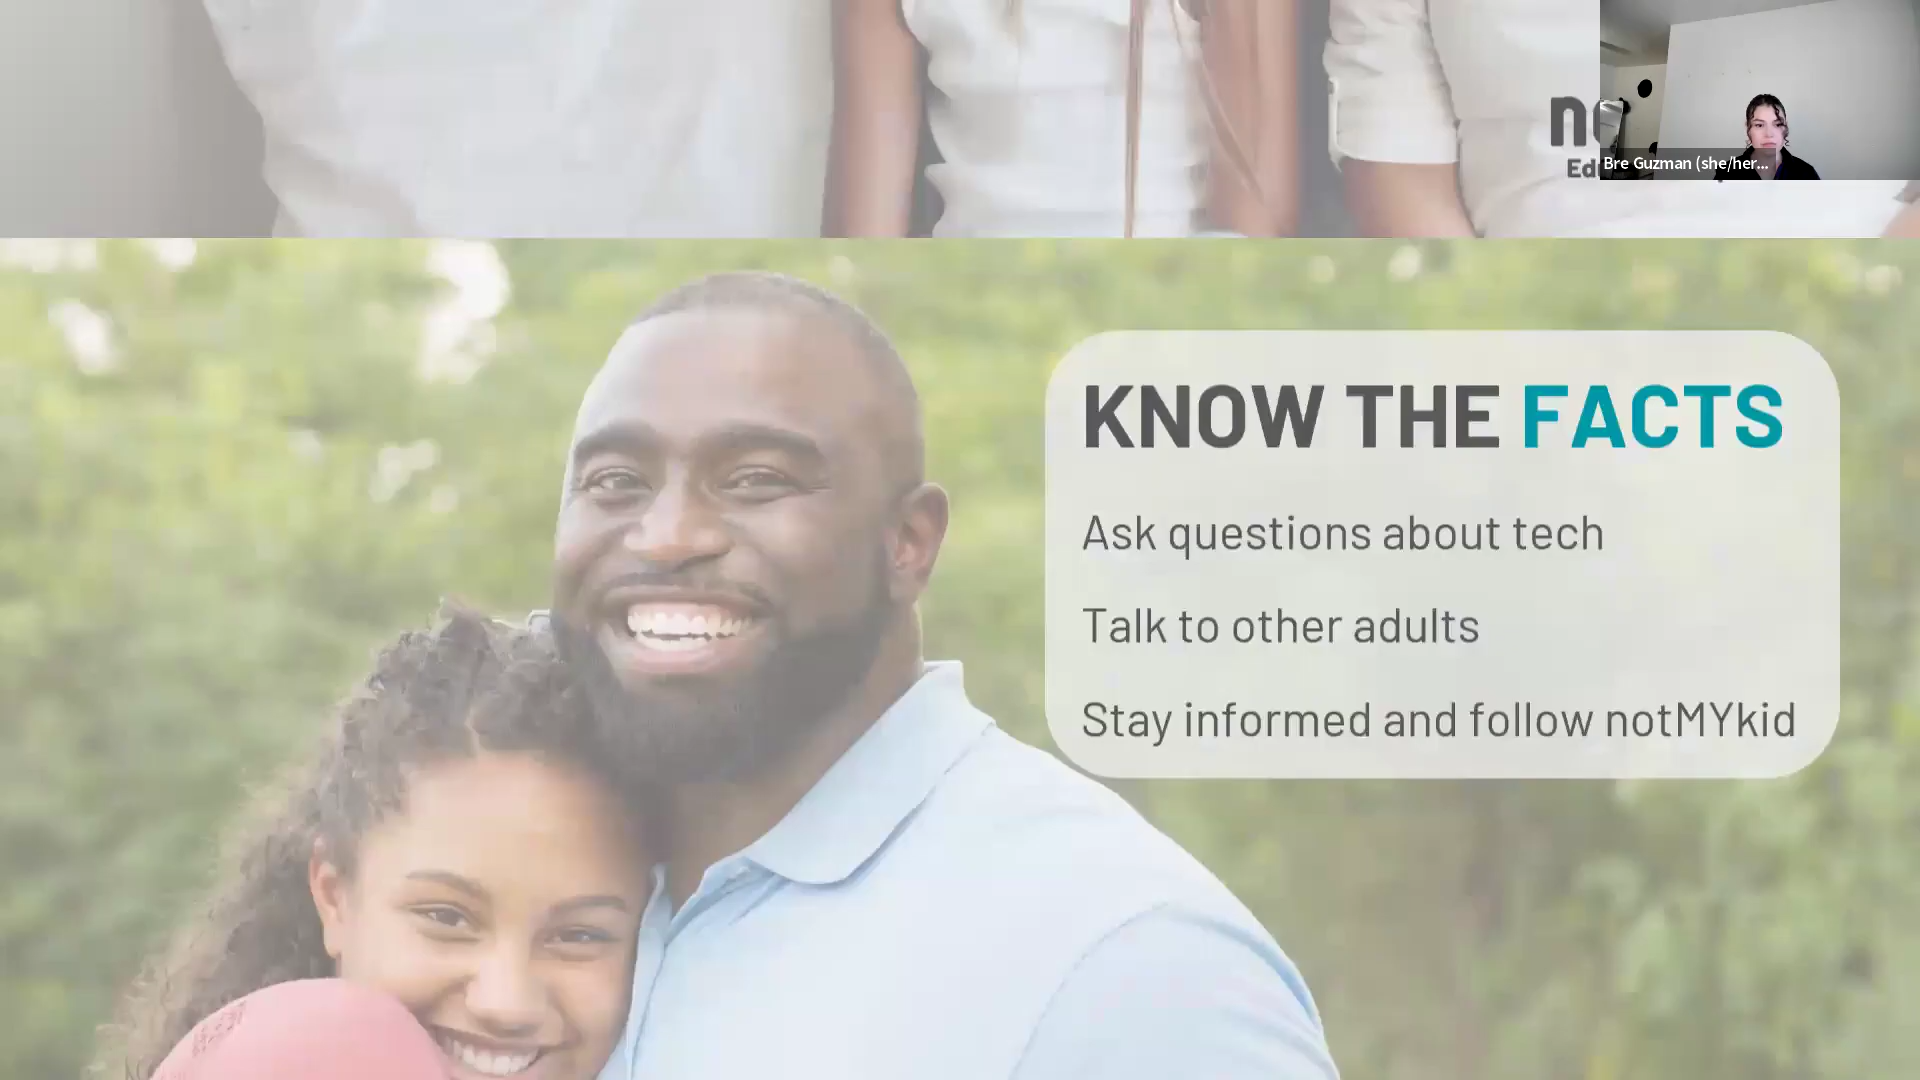 Bre Guzman (she/her...
KNOW THE FACTS
Ask questions about tech
Talk to other adults
Stay informed and follow notMYkid